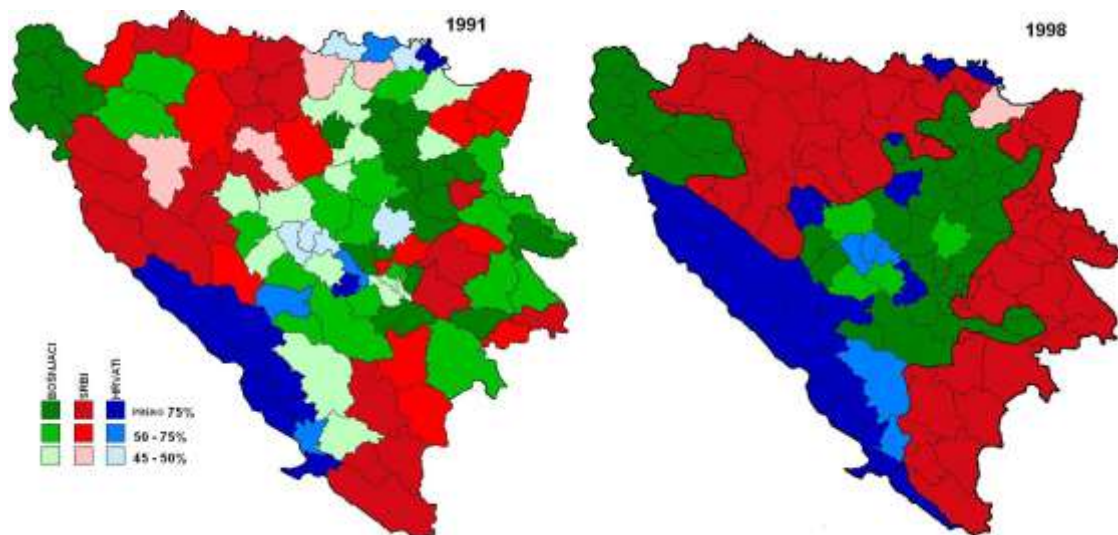 1991
1998
BOŠNJACI
SRBI
HRVATI
PREKO 75%
50 - 75%
45 - 50%